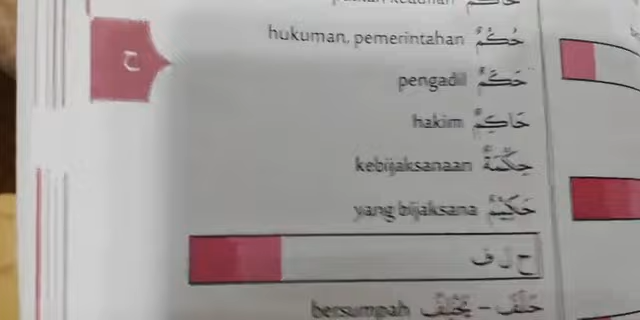 ح
hukuman, pemerintahan حُكْمٌ
pengadil حَكَمٌ
hakim حَاكِمٌ
kebijaksanaan حِكْمَةٌ
yang bijaksana حَكِيْمٌ
ح ل ف
bersumpah حَلَفَ – يَحْلِفُ